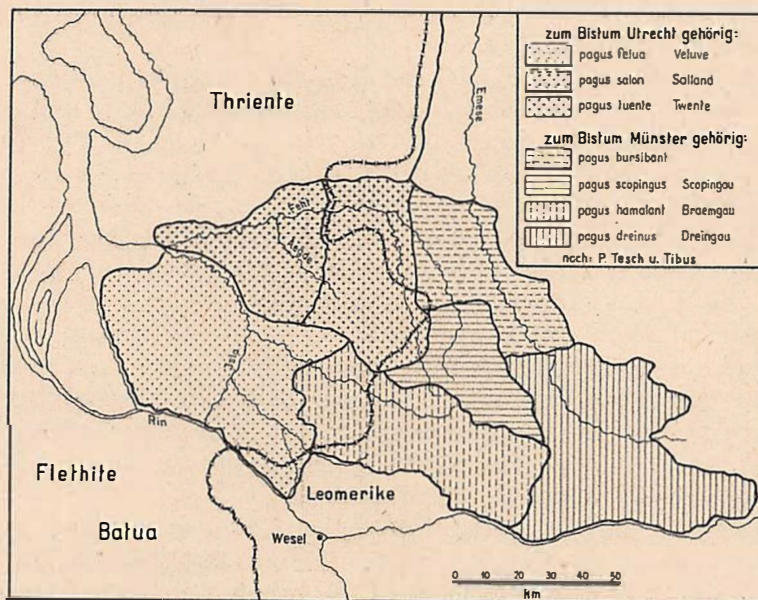 zum Bistum Utrecht gehörig:
pagus felua Veluve
pagus salon Salland
pagus tuente Twente
zum Bistum Münster gehörig:
pagus bursibant
pagus scopingus Scopingau
pagus hamalant Braemgau
pagus dreinus Dreingau
nach: P. Tesch u. Tibus
Thriente
Emese
Feht
Isla
Rin
Flethite
Batua
Leomerike
Wesel
0 10 20 30 40 50
km